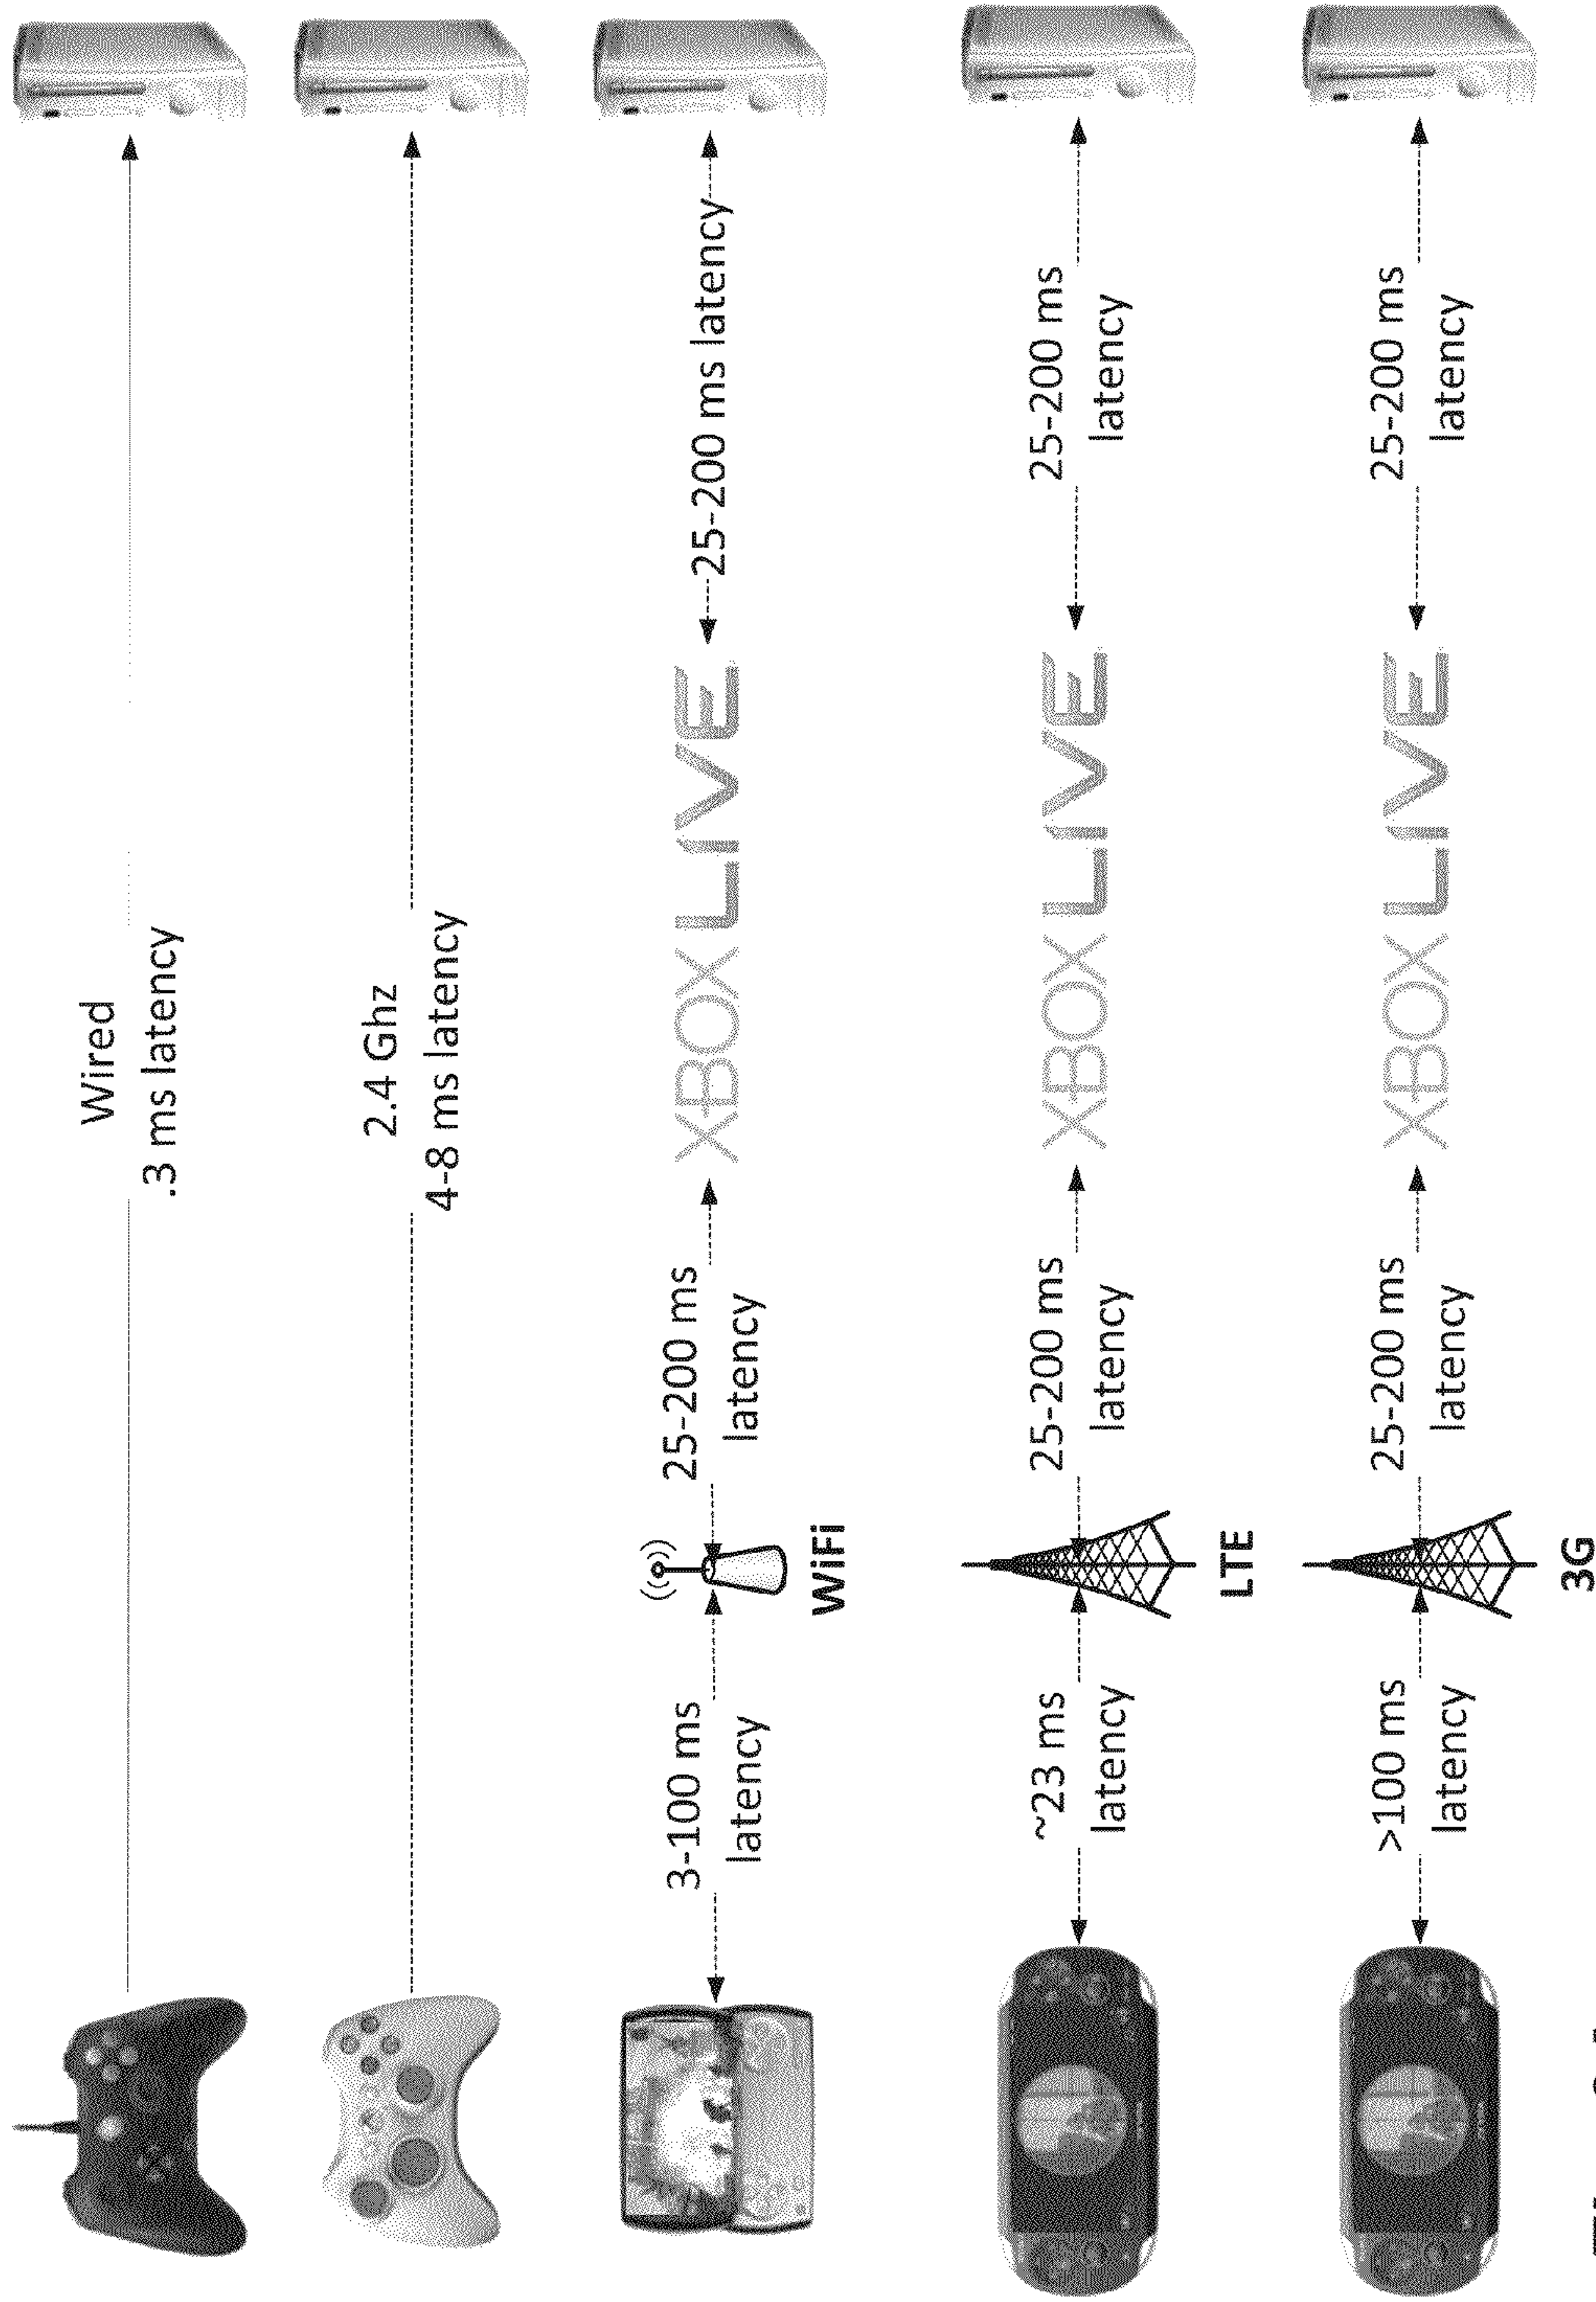 Wired
.3 ms latency
2.4 Ghz
4-8 ms latency
3-100 ms
latency
WiFi
25-200 ms
latency
XBOX LIVE
25-200 ms latency
~23 ms
latency
LTE
25-200 ms
latency
XBOX LIVE
25-200 ms
latency
>100 ms
latency
3G
25-200 ms
latency
XBOX LIVE
25-200 ms
latency